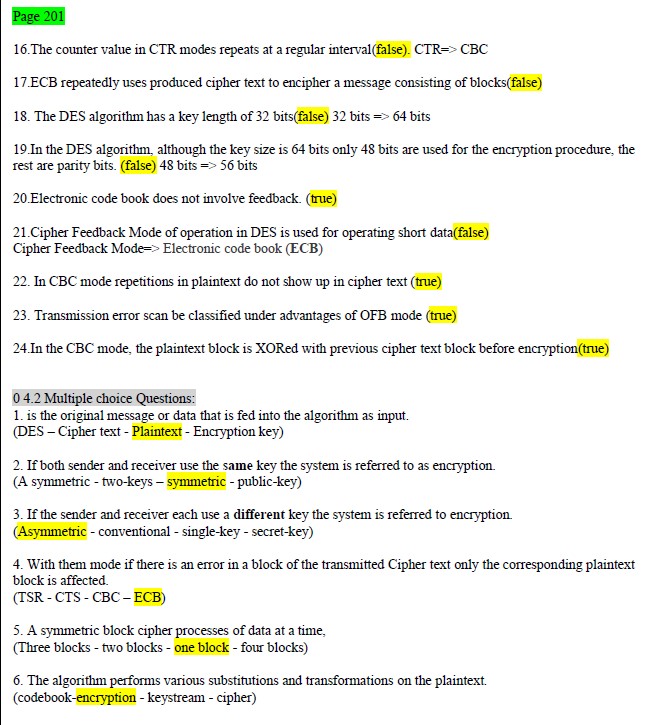 Page 201
16.The counter value in CTR modes repeats at a regular interval(false). CTR=> CBC
17.ECB repeatedly uses produced cipher text to encipher a message consisting of blocks(false)
18. The DES algorithm has a key length of 32 bits(false) 32 bits => 64 bits
19.In the DES algorithm, although the key size is 64 bits only 48 bits are used for the encryption procedure, the
rest are parity bits. (false) 48 bits => 56 bits
20.Electronic code book does not involve feedback. (true)
21.Cipher Feedback Mode of operation in DES is used for operating short data(false)
Cipher Feedback Mode=> Electronic code book (ECB)
22. In CBC mode repetitions in plaintext do not show up in cipher text (true)
23. Transmission error scan be classified under advantages of OFB mode (true)
24.In the CBC mode, the plaintext block is XORed with previous cipher text block before encryption(true)
0 4.2 Multiple choice Questions:
1. is the original message or data that is fed into the algorithm as input.
(DES – Cipher text - Plaintext - Encryption key)
2. If both sender and receiver use the same key the system is referred to as encryption.
(A symmetric - two-keys – symmetric - public-key)
3. If the sender and receiver each use a different key the system is referred to encryption.
(Asymmetric - conventional - single-key - secret-key)
4. With them mode if there is an error in a block of the transmitted Cipher text only the corresponding plaintext
block is affected.
(TSR - CTS - CBC – ECB)
5. A symmetric block cipher processes of data at a time,
(Three blocks - two blocks - one block - four blocks)
6. The algorithm performs various substitutions and transformations on the plaintext.
(codebook-encryption - keystream - cipher)